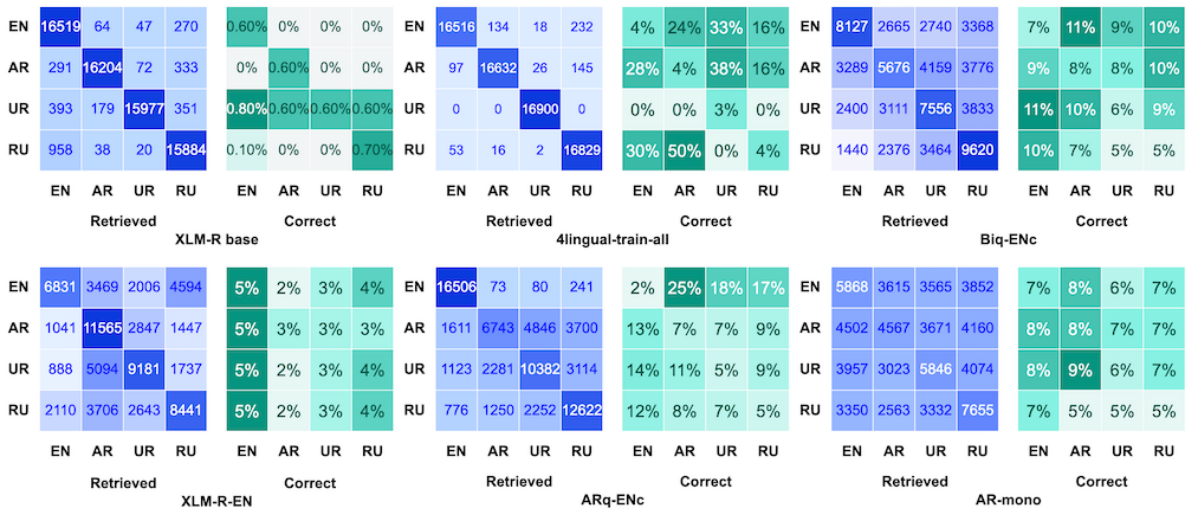 EN 16519 64 47 270 0.60% 0% 0% 0% EN 16516 134 18 232 4% 24% 33% 16% EN 8127 2665 2740 3368 7% 11% 9% 10%
AR 291 16204 72 333 0% 0.60% 0% 0% AR 97 16632 26 145 28% 4% 38% 16% AR 3289 5676 4159 3776 9% 8% 8% 10%
UR 393 179 15977 351 0.80% 0.60% 0.60% 0.60% UR 0 0 16900 0 0% 0% 3% 0% UR 2400 3111 7556 3833 11% 10% 6% 9%
RU 958 38 20 15884 0.10% 0% 0% 0.70% RU 53 16 2 16829 30% 50% 0% 4% RU 1440 2376 3464 9620 10% 7% 5% 5%
EN AR UR RU EN AR UR RU EN AR UR RU EN AR UR RU EN AR UR RU EN AR UR RU
Retrieved Correct Retrieved Correct Retrieved Correct
XLM-R base 4lingual-train-all Biq-ENc
EN 6831 3469 2006 4594 5% 2% 3% 4% EN 16506 73 80 241 2% 25% 18% 17% EN 5868 3615 3565 3852 7% 8% 6% 7%
AR 1041 11565 2847 1447 5% 3% 3% 3% AR 1611 6743 4846 3700 13% 7% 7% 9% AR 4502 4567 3671 4160 8% 8% 7% 7%
UR 888 5094 9181 1737 5% 2% 3% 4% UR 1123 2281 10382 3114 14% 11% 5% 9% UR 3957 3023 5846 4074 8% 9% 6% 7%
RU 2110 3706 2643 8441 5% 2% 3% 4% RU 776 1250 2252 12622 12% 8% 7% 5% RU 3350 2563 3332 7655 7% 5% 5% 5%
EN AR UR RU EN AR UR RU EN AR UR RU EN AR UR RU EN AR UR RU EN AR UR RU
Retrieved Correct Retrieved Correct Retrieved Correct
XLM-R-EN ARq-ENc AR-mono